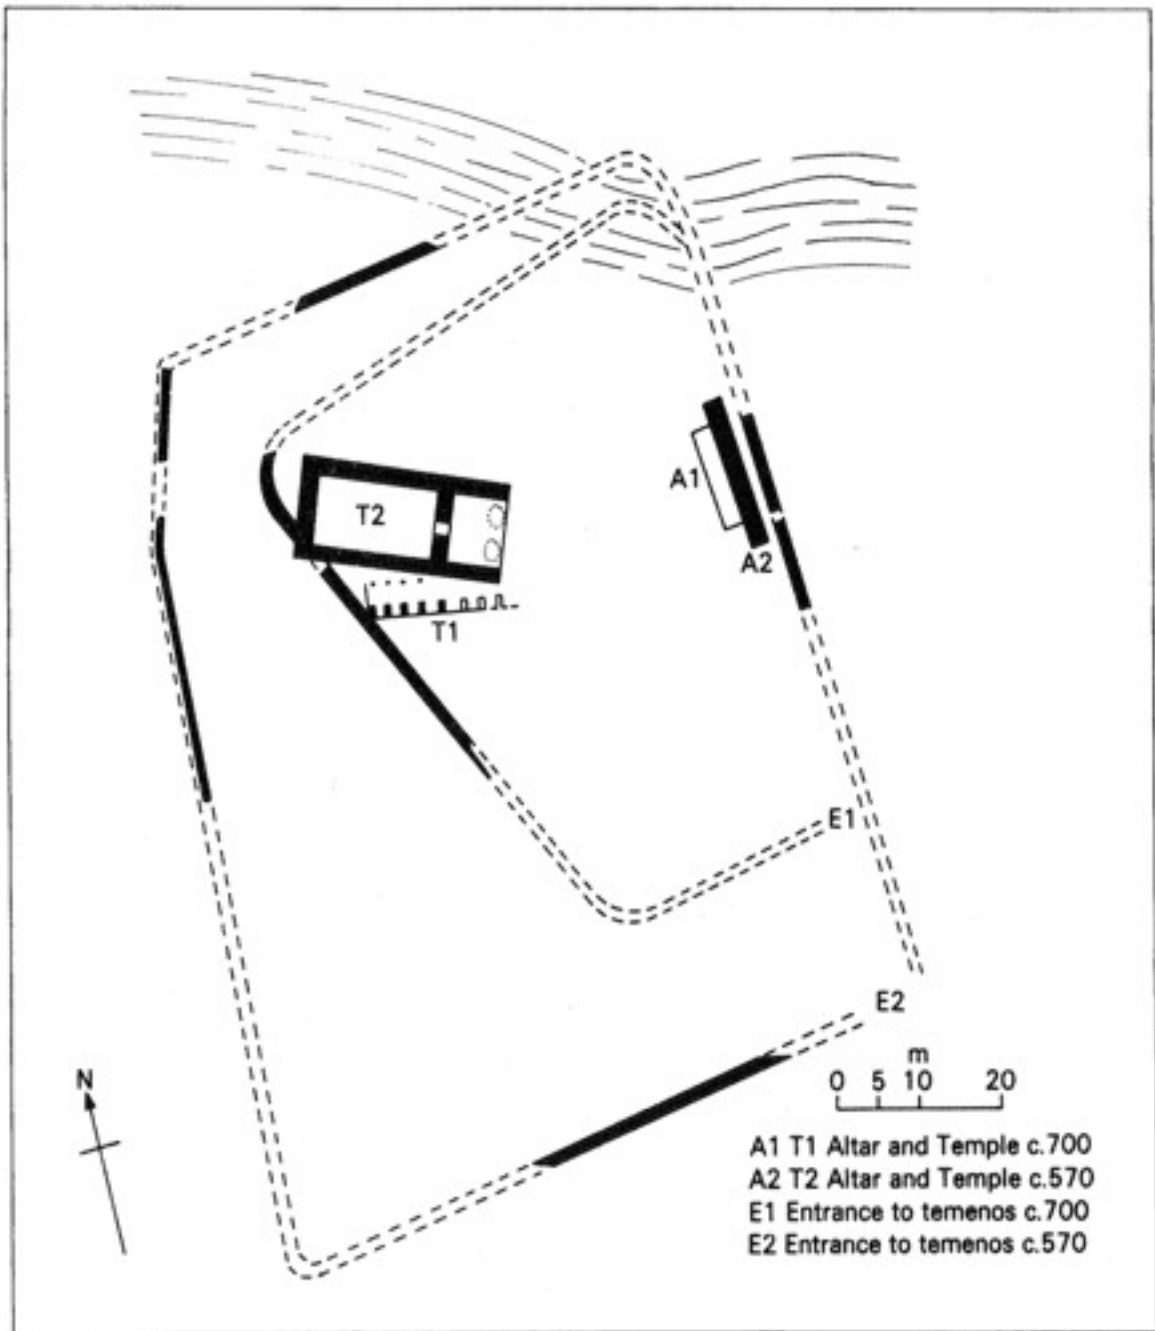 T2
A1
A2
T1
E1
E2
N
m
0 5 10 20
A1 T1 Altar and Temple c.700
A2 T2 Altar and Temple c.570
E1 Entrance to temenos c.700
E2 Entrance to temenos c.570